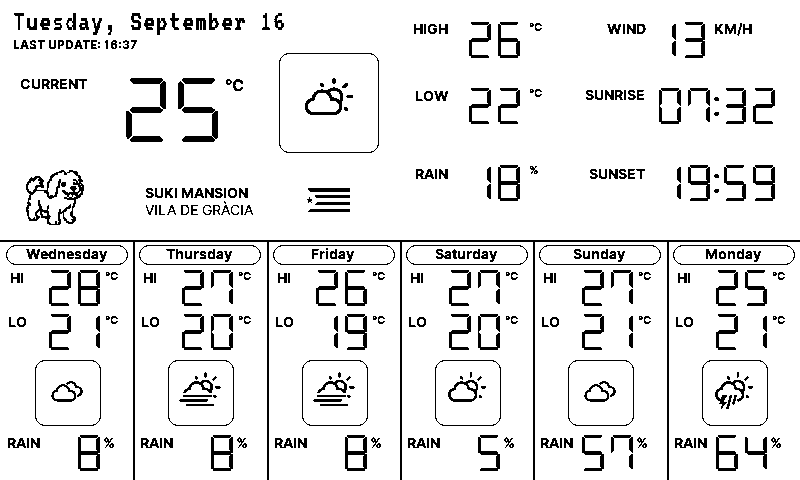 Tuesday, September 16
LAST UPDATE: 16:37
CURRENT 25 °C
HIGH 26 °C
WIND 13 KM/H
LOW 22 °C
SUNRISE 07:32
RAIN 18 %
SUNSET 19:59
SUKI MANSION
VILA DE GRÀCIA
Wednesday
HI 28 °C
LO 21 °C
RAIN 8 %
Thursday
HI 27 °C
LO 20 °C
RAIN 8 %
Friday
HI 26 °C
LO 19 °C
RAIN 8 %
Saturday
HI 27 °C
LO 20 °C
RAIN 5 %
Sunday
HI 27 °C
LO 21 °C
RAIN 57 %
Monday
HI 25 °C
LO 21 °C
RAIN 64 %